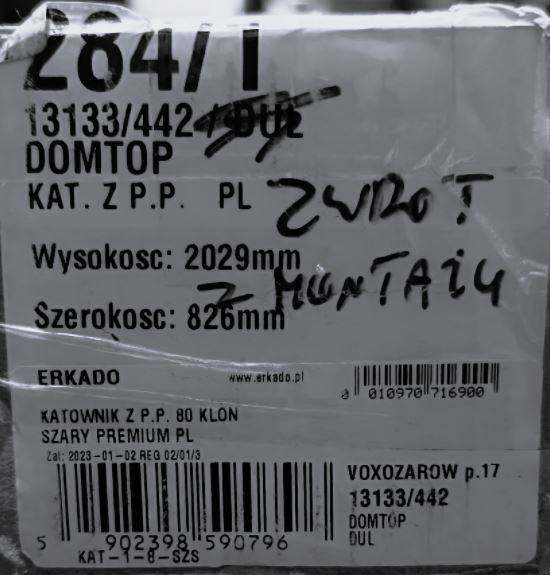 284/1
13133/442 / DUL
DOMTOP
KAT. Z P.P. PL
ZWROT
Z MONTAŻU
Wysokosc: 2029mm
Szerokosc: 826mm
ERKADO
www.erkado.pl
0 010970 716900
KATOWNIK Z P.P. 80 KLON
SZARY PREMIUM PL
Zal: 2023-01-02 REG 02/01/3
5 902398 590796
KAT-1-8-SZS
VOXOZAROW p.17
13133/442
DOMTOP
DUL